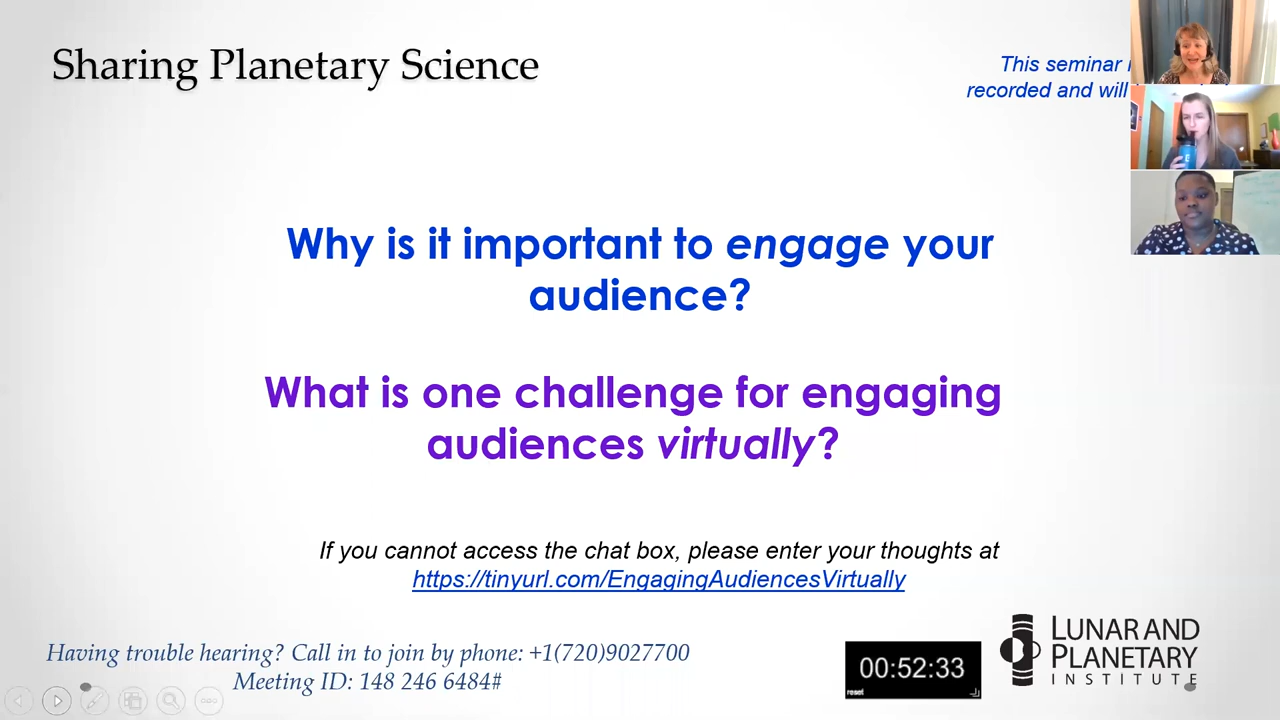 Sharing Planetary Science
This seminar
recorded and will
Why is it important to engage your
audience?
What is one challenge for engaging
audiences virtually?
If you cannot access the chat box, please enter your thoughts at
https://tinyurl.com/EngagingAudiencesVirtually
Having trouble hearing? Call in to join by phone: +1(720)9027700
Meeting ID: 148 246 6484#
00:52:33
reset
LUNAR AND
PLANETARY
INSTITUTE